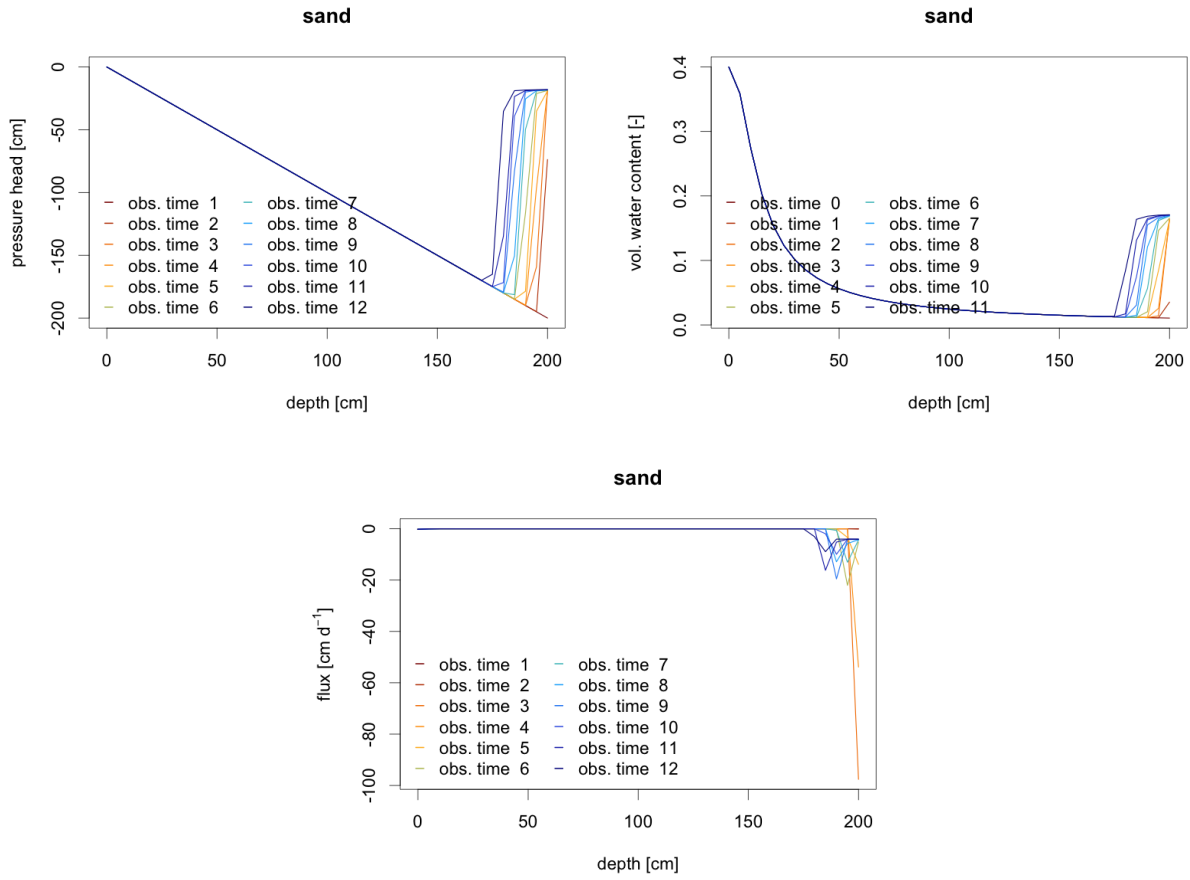 sand
pressure head [cm]
0
-50
-100
-150
-200
obs. time 1
obs. time 2
obs. time 3
obs. time 4
obs. time 5
obs. time 6
obs. time 7
obs. time 8
obs. time 9
obs. time 10
obs. time 11
obs. time 12
0 50 100 150 200
depth [cm]
sand
vol. water content [-]
0.4
0.3
0.2
0.1
0.0
obs. time 0
obs. time 1
obs. time 2
obs. time 3
obs. time 4
obs. time 5
obs. time 6
obs. time 7
obs. time 8
obs. time 9
obs. time 10
obs. time 11
0 50 100 150 200
depth [cm]
sand
flux [cm d⁻¹]
0
-20
-40
-60
-80
-100
obs. time 1
obs. time 2
obs. time 3
obs. time 4
obs. time 5
obs. time 6
obs. time 7
obs. time 8
obs. time 9
obs. time 10
obs. time 11
obs. time 12
0 50 100 150 200
depth [cm]